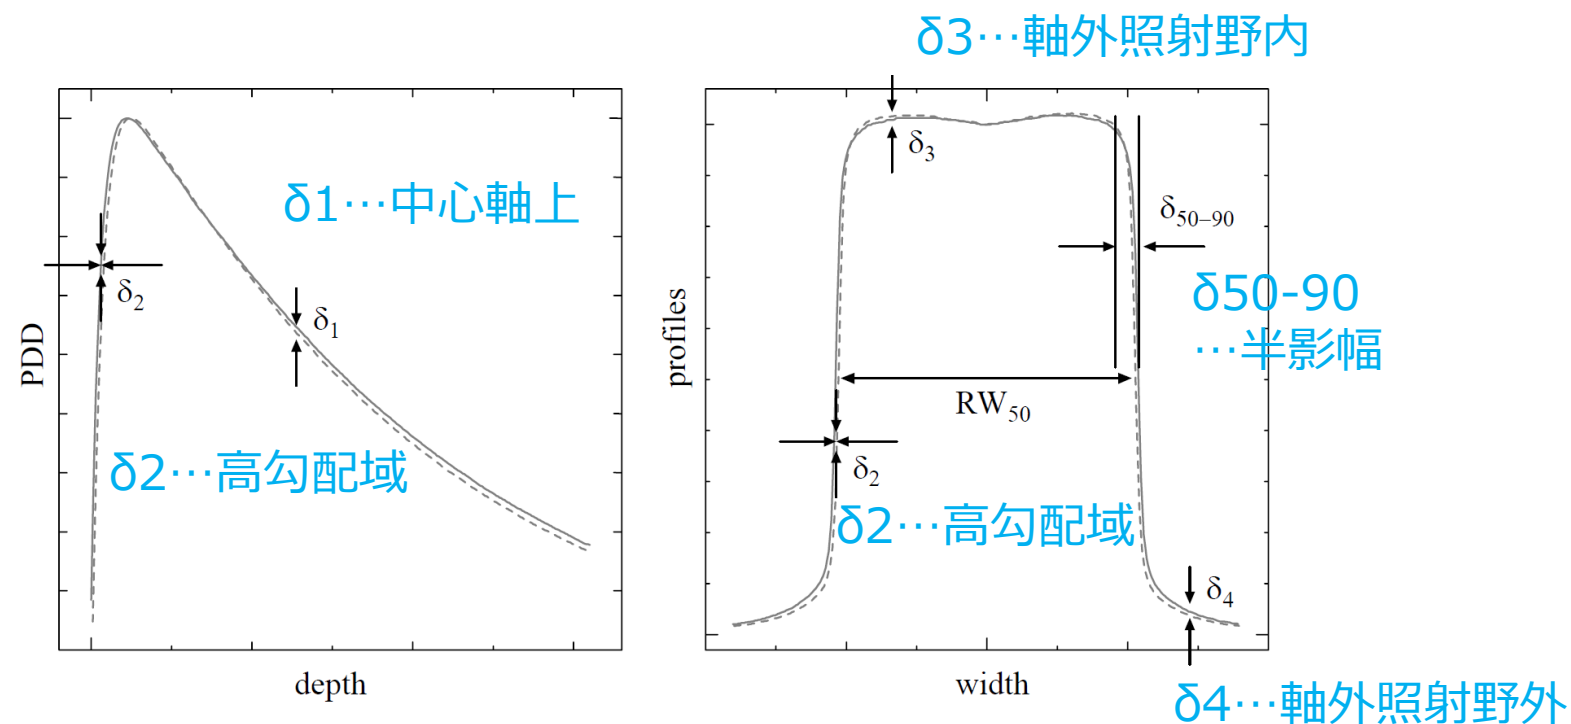 δ3…軸外照射野内
δ₃
δ1…中心軸上
δ₅₀₋₉₀
δ₂
δ₁
δ50-90
…半影幅
PDD
profiles
RW₅₀
δ2…高勾配域
δ₂
δ2…高勾配域
δ₄
depth
width
δ4…軸外照射野外